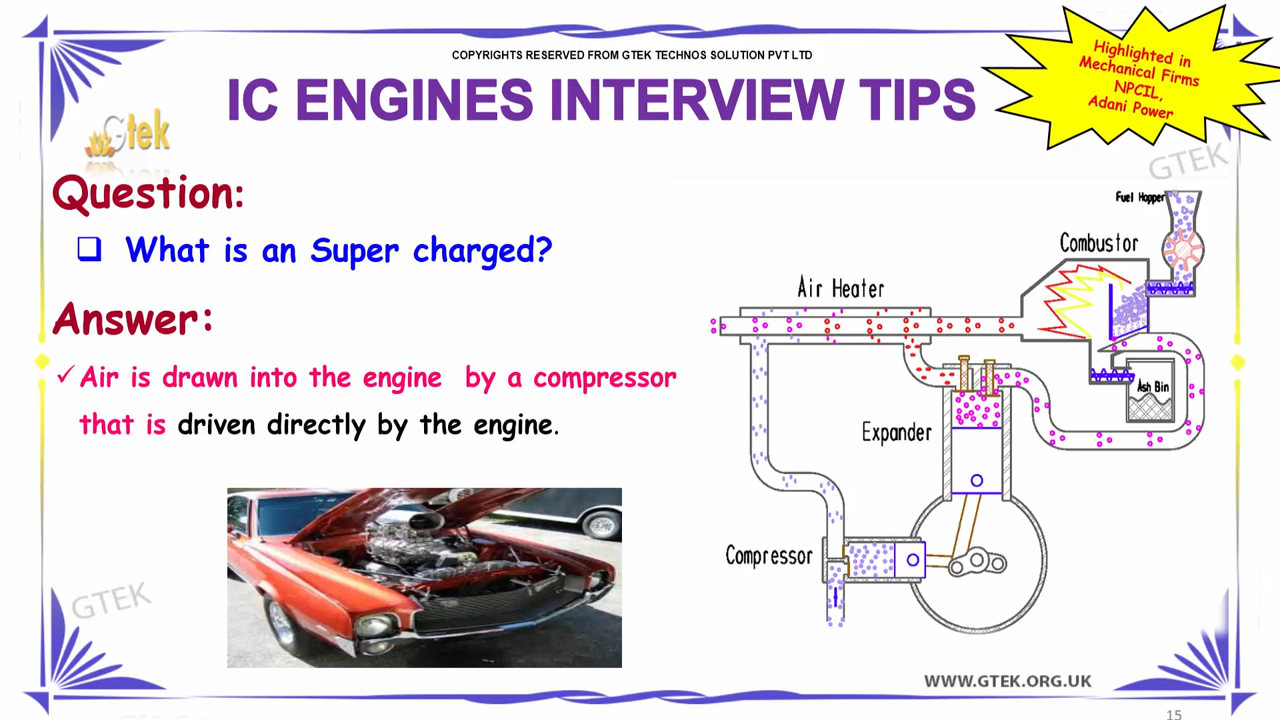 COPYRIGHTS RESERVED FROM GTEK TECHNOS SOLUTION PVT LTD
IC ENGINES INTERVIEW TIPS
Highlighted in
Mechanical Firms
NPCIL,
Adani Power
Gtek
GTEK
Question:
What is an Super charged?
Answer:
✓Air is drawn into the engine by a compressor
that is driven directly by the engine.
Fuel Hopper
Combustor
Air Heater
Ash Bin
Expander
Compressor
GTEK
WWW.GTEK.ORG.UK
15